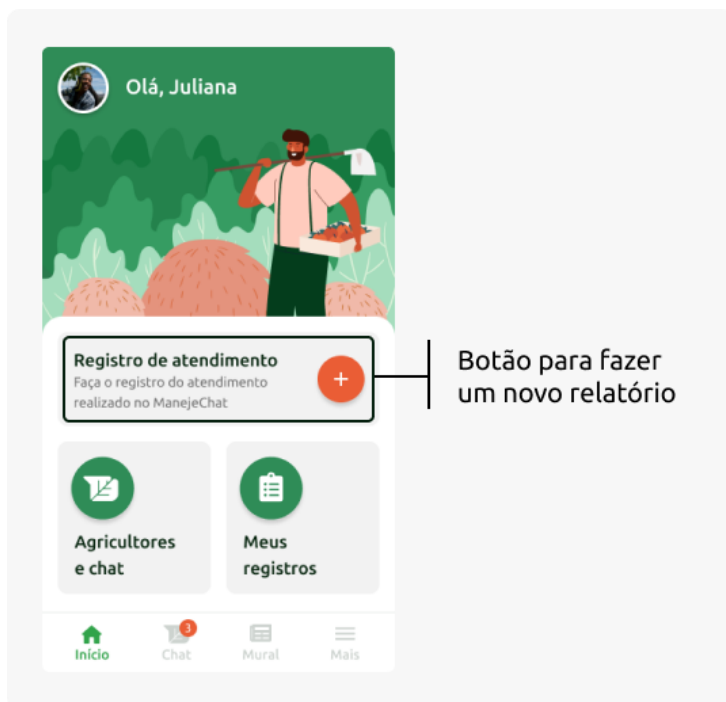 Olá, Juliana
Registro de atendimento
Faça o registro do atendimento
realizado no ManejeChat
+
Botão para fazer
um novo relatório
Agricultores
e chat
Meus
registros
3
Início
Chat
Mural
Mais